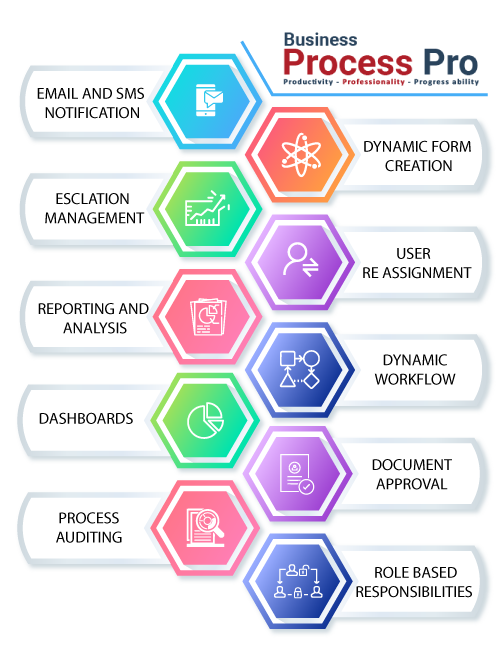 Business
Process Pro
Productivity - Professionality - Progress ability
EMAIL AND SMS
NOTIFICATION
DYNAMIC FORM
CREATION
ESCLATION
MANAGEMENT
USER
RE ASSIGNMENT
REPORTING AND
ANALYSIS
DYNAMIC
WORKFLOW
DASHBOARDS
DOCUMENT
APPROVAL
PROCESS
AUDITING
ROLE BASED
RESPONSIBILITIES